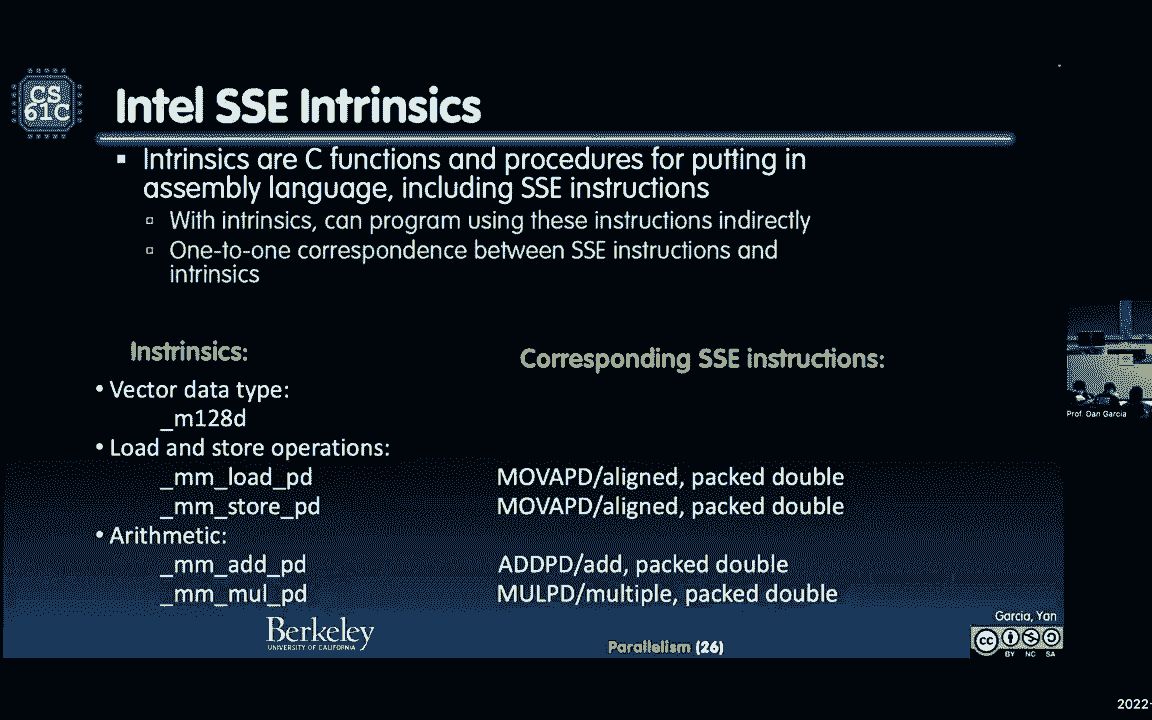 CS
61C
Intel SSE Intrinsics
▪ Intrinsics are C functions and procedures for putting in
assembly language, including SSE instructions
▫ With intrinsics, can program using these instructions indirectly
▫ One-to-one correspondence between SSE instructions and
intrinsics
Instrinsics:
Corresponding SSE instructions:
• Vector data type:
_m128d
• Load and store operations:
_mm_load_pd MOVAPD/aligned, packed double
_mm_store_pd MOVAPD/aligned, packed double
• Arithmetic:
_mm_add_pd ADDPD/add, packed double
_mm_mul_pd MULPD/multiple, packed double
Prof. Dan Garcia
Berkeley
UNIVERSITY OF CALIFORNIA
Parallelism (26)
Garcia, Yan
cc
BY NC SA
2022-